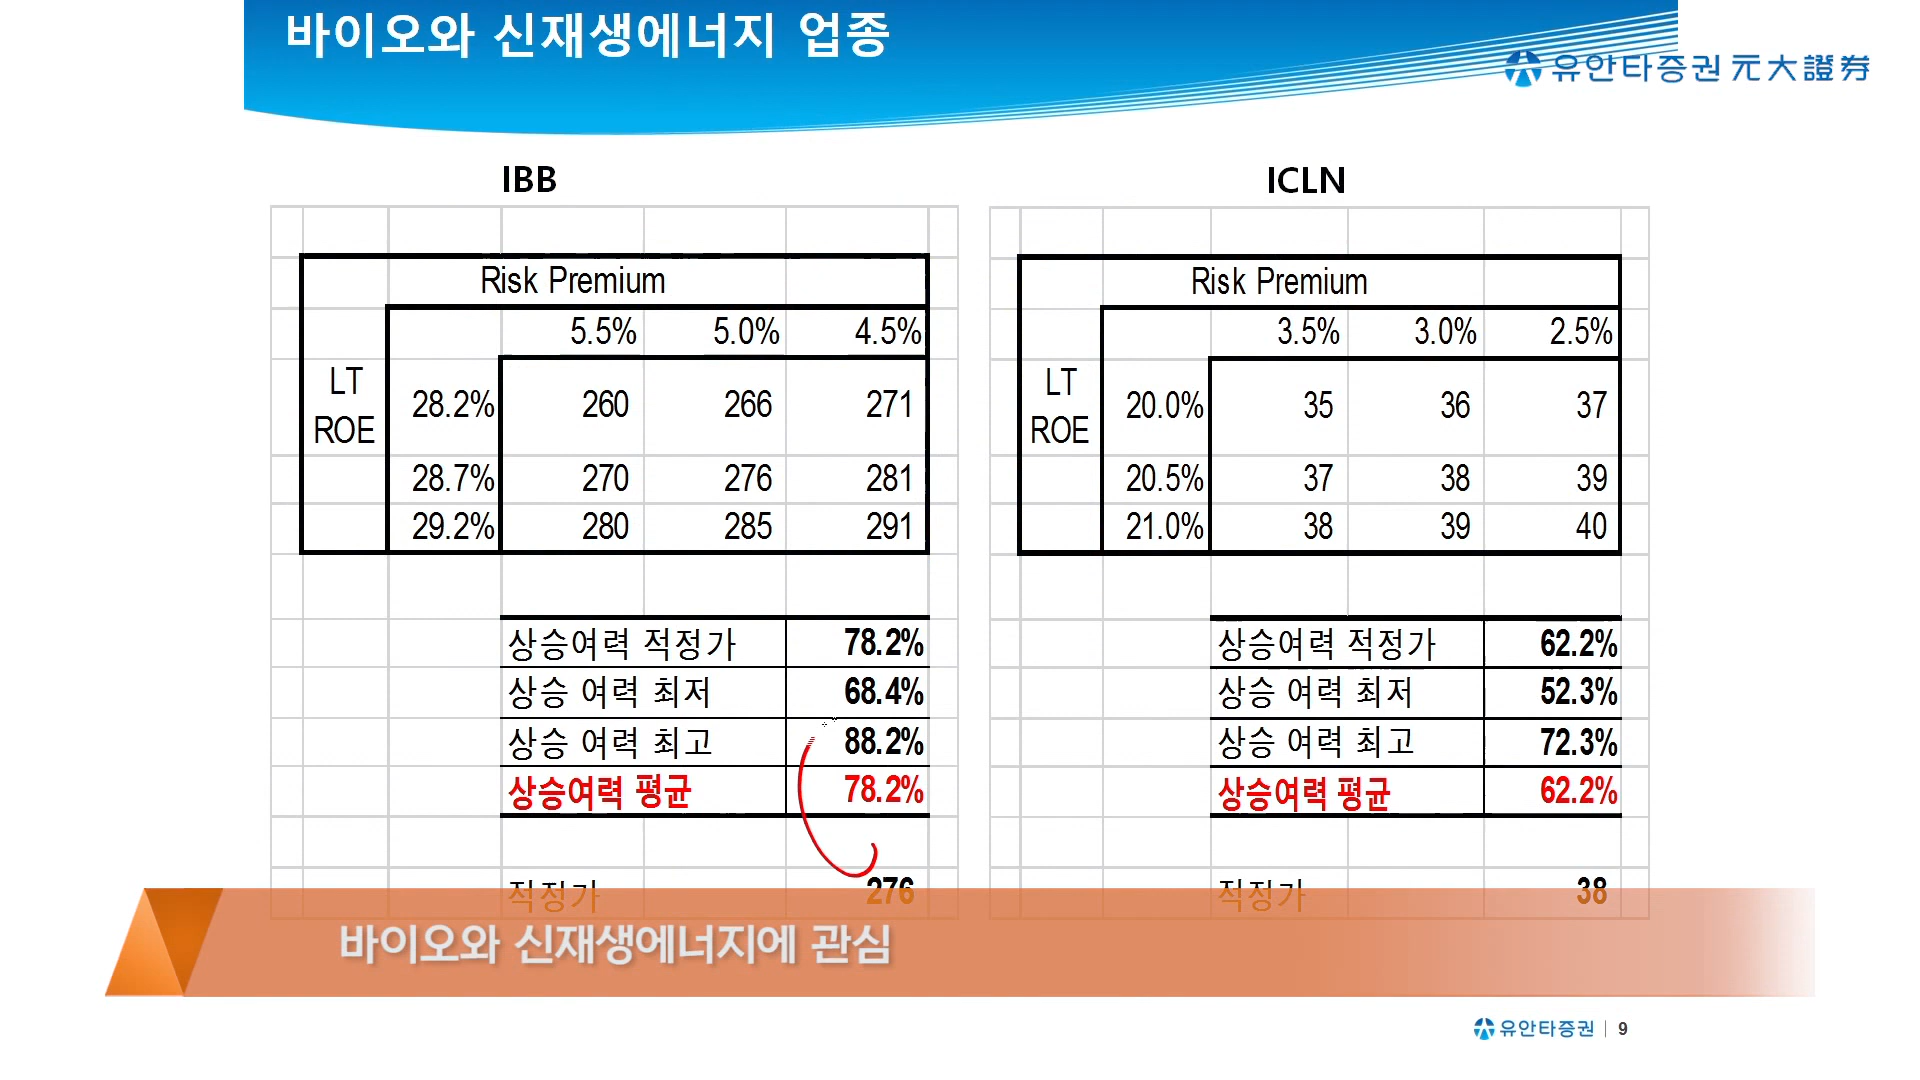 바이오와 신재생에너지 업종
유안타증권 元大證券
IBB
Risk Premium
5.5% 5.0% 4.5%
LT ROE 28.2% 260 266 271
28.7% 270 276 281
29.2% 280 285 291
상승여력 적정가 78.2%
상승 여력 최저 68.4%
상승 여력 최고 88.2%
상승여력 평균 78.2%
적정가 276
ICLN
Risk Premium
3.5% 3.0% 2.5%
LT ROE 20.0% 35 36 37
20.5% 37 38 39
21.0% 38 39 40
상승여력 적정가 62.2%
상승 여력 최저 52.3%
상승 여력 최고 72.3%
상승여력 평균 62.2%
적정가 38
바이오와 신재생에너지에 관심
유안타증권 | 9